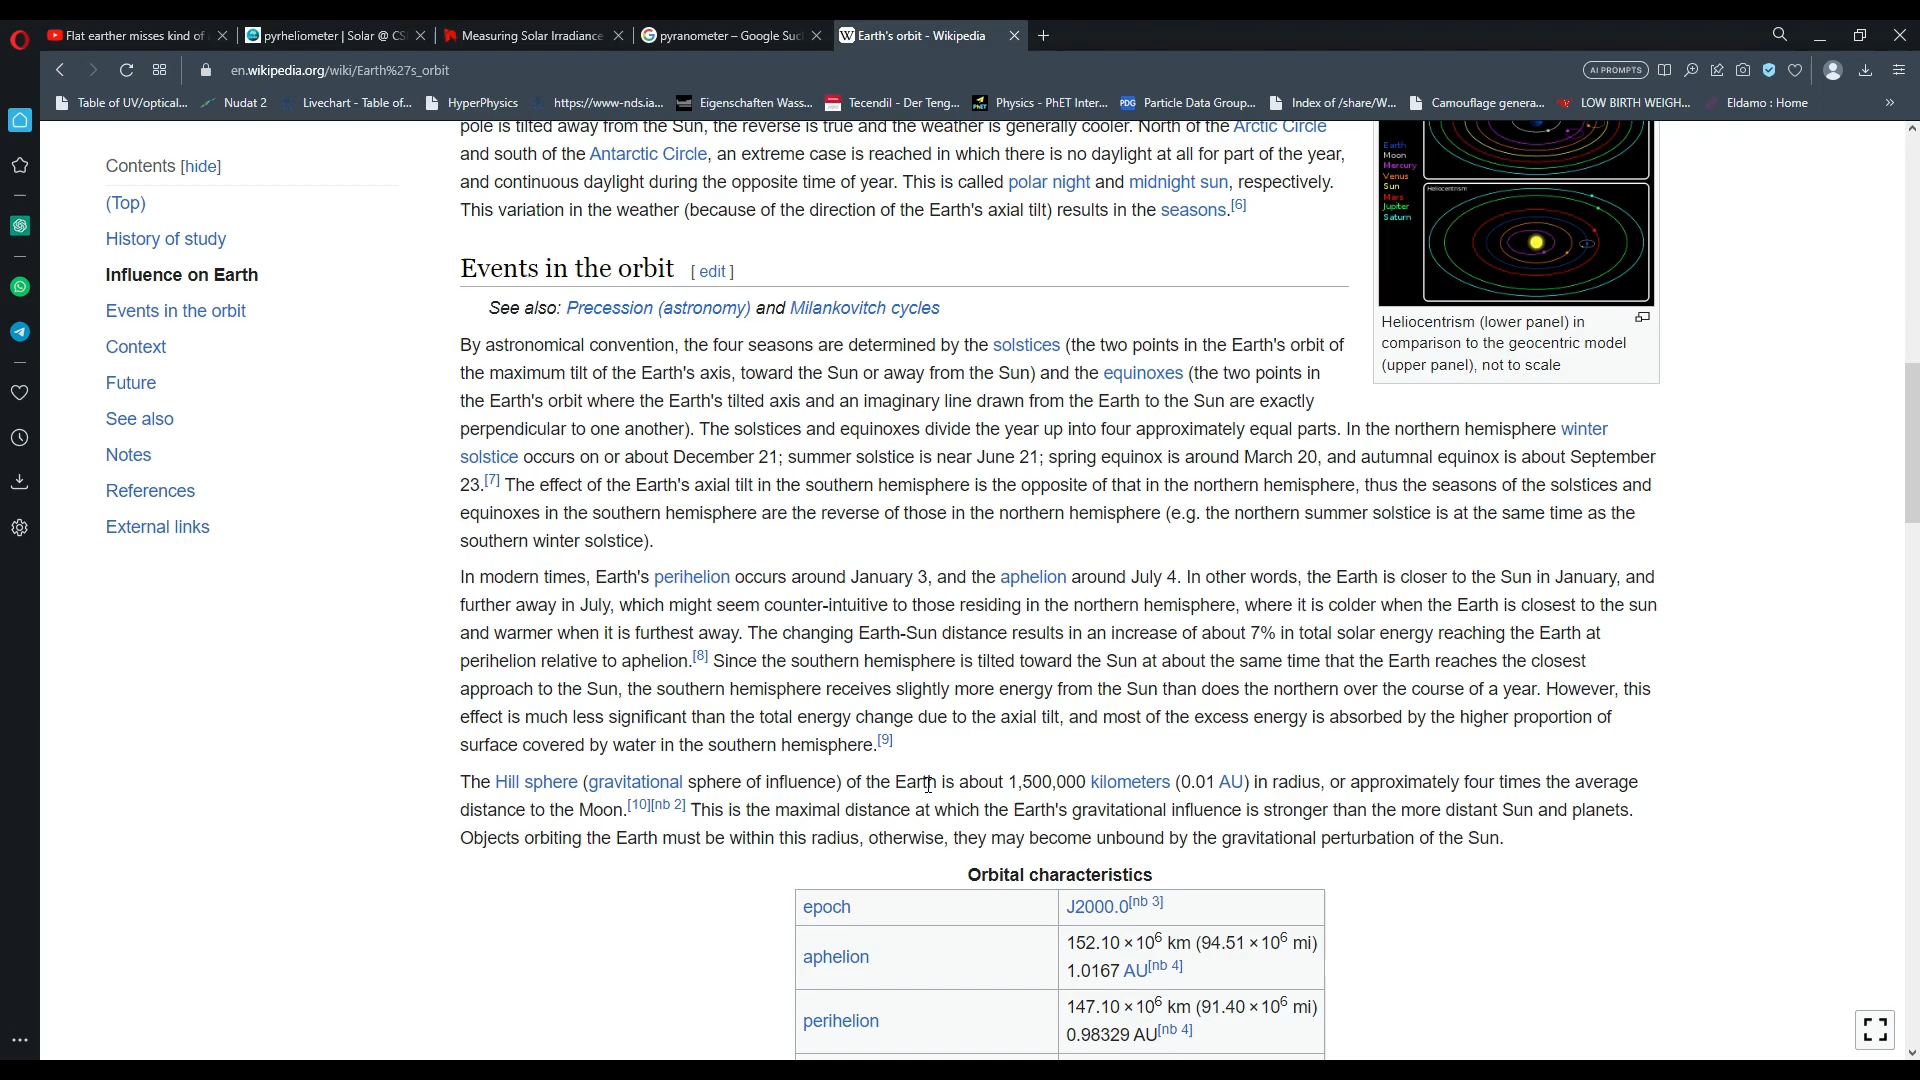 Flat earther misses kind of
pyrheliometer | Solar @ CS
Measuring Solar Irradiance
pyranometer – Google Suc
Earth's orbit - Wikipedia
en.wikipedia.org/wiki/Earth%27s_orbit
AI PROMPTS
Table of UV/optical...
Nudat 2
Livechart - Table of...
HyperPhysics
https://www-nds.ia...
Eigenschaften Wass...
Tecendil - Der Teng...
Physics - PhET Inter...
PDG Particle Data Group...
Index of /share/W...
Camouflage genera...
LOW BIRTH WEIGH...
Eldamo : Home
Contents [hide]
(Top)
History of study
Influence on Earth
Events in the orbit
Context
Future
See also
Notes
References
External links
pole is tilted away from the Sun, the reverse is true and the weather is generally cooler. North of the Arctic Circle
and south of the Antarctic Circle, an extreme case is reached in which there is no daylight at all for part of the year,
and continuous daylight during the opposite time of year. This is called polar night and midnight sun, respectively.
This variation in the weather (because of the direction of the Earth's axial tilt) results in the seasons.[6]
Events in the orbit [ edit ]
See also: Precession (astronomy) and Milankovitch cycles
By astronomical convention, the four seasons are determined by the solstices (the two points in the Earth's orbit of
the maximum tilt of the Earth's axis, toward the Sun or away from the Sun) and the equinoxes (the two points in
the Earth's orbit where the Earth's tilted axis and an imaginary line drawn from the Earth to the Sun are exactly
perpendicular to one another). The solstices and equinoxes divide the year up into four approximately equal parts. In the northern hemisphere winter
solstice occurs on or about December 21; summer solstice is near June 21; spring equinox is around March 20, and autumnal equinox is about September
23.[7] The effect of the Earth's axial tilt in the southern hemisphere is the opposite of that in the northern hemisphere, thus the seasons of the solstices and
equinoxes in the southern hemisphere are the reverse of those in the northern hemisphere (e.g. the northern summer solstice is at the same time as the
southern winter solstice).
In modern times, Earth's perihelion occurs around January 3, and the aphelion around July 4. In other words, the Earth is closer to the Sun in January, and
further away in July, which might seem counter-intuitive to those residing in the northern hemisphere, where it is colder when the Earth is closest to the sun
and warmer when it is furthest away. The changing Earth-Sun distance results in an increase of about 7% in total solar energy reaching the Earth at
perihelion relative to aphelion.[8] Since the southern hemisphere is tilted toward the Sun at about the same time that the Earth reaches the closest
approach to the Sun, the southern hemisphere receives slightly more energy from the Sun than does the northern over the course of a year. However, this
effect is much less significant than the total energy change due to the axial tilt, and most of the excess energy is absorbed by the higher proportion of
surface covered by water in the southern hemisphere.[9]
The Hill sphere (gravitational sphere of influence) of the Earth is about 1,500,000 kilometers (0.01 AU) in radius, or approximately four times the average
distance to the Moon.[10][nb 2] This is the maximal distance at which the Earth's gravitational influence is stronger than the more distant Sun and planets.
Objects orbiting the Earth must be within this radius, otherwise, they may become unbound by the gravitational perturbation of the Sun.
Orbital characteristics
epoch
J2000.0[nb 3]
aphelion
152.10×10⁶ km (94.51×10⁶ mi)
1.0167 AU[nb 4]
perihelion
147.10×10⁶ km (91.40×10⁶ mi)
0.98329 AU[nb 4]
Earth
Moon
Mercury
Venus
Sun
Mars
Jupiter
Saturn
Heliocentrism
Heliocentrism (lower panel) in
comparison to the geocentric model
(upper panel), not to scale